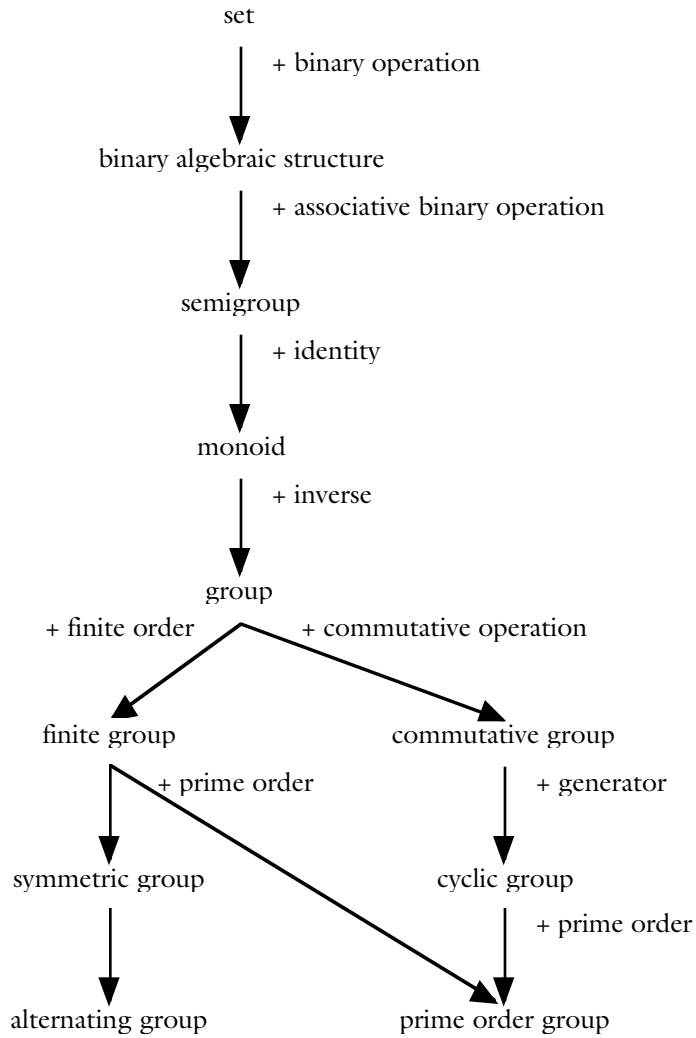 set
+ binary operation
binary algebraic structure
+ associative binary operation
semigroup
+ identity
monoid
+ inverse
group
+ finite order
+ commutative operation
finite group
commutative group
+ prime order
+ generator
symmetric group
cyclic group
+ prime order
alternating group
prime order group